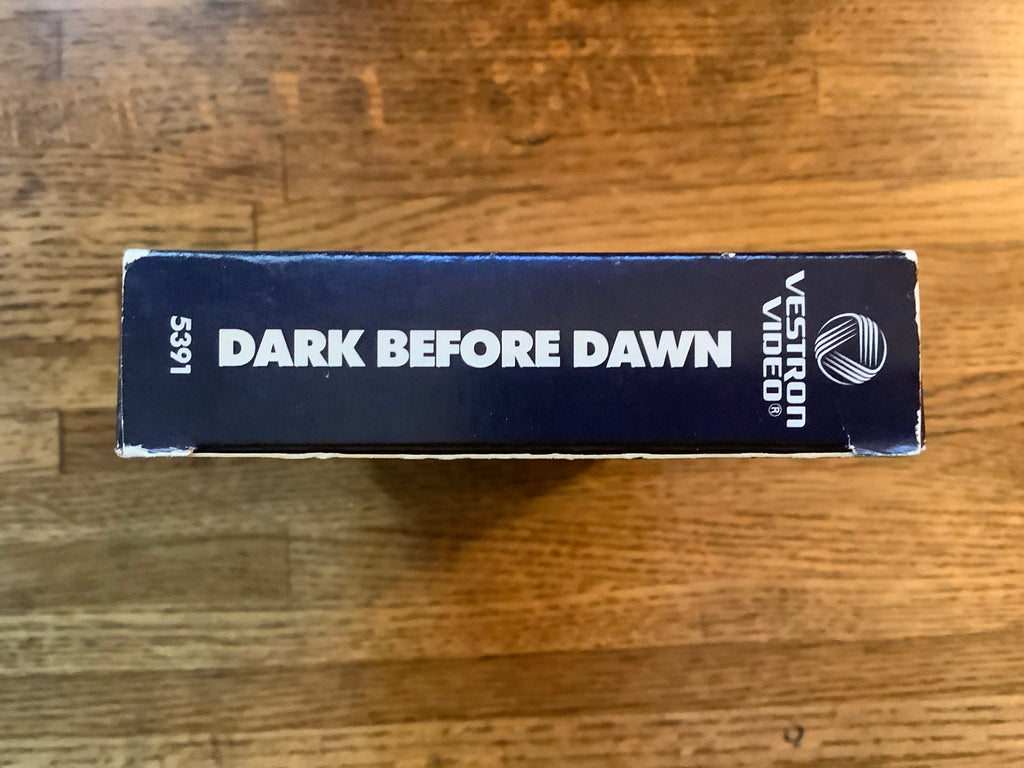 5391
DARK BEFORE DAWN
VESTRON
VIDEO®